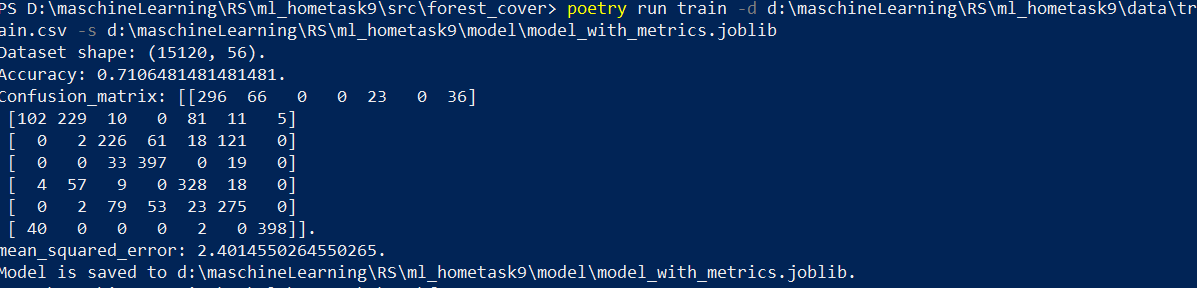 PS D:\maschineLearning\RS\ml_hometask9\src\forest_cover> poetry run train -d d:\maschineLearning\RS\ml_hometask9\data\tr
ain.csv -s d:\maschineLearning\RS\ml_hometask9\model\model_with_metrics.joblib
Dataset shape: (15120, 56).
Accuracy: 0.7106481481481481.
Confusion_matrix: [[296  66   0   0  23   0  36]
 [102 229  10   0  81  11   5]
 [  0   2 226  61  18 121   0]
 [  0   0  33 397   0  19   0]
 [  4  57   9   0 328  18   0]
 [  0   2  79  53  23 275   0]
 [ 40   0   0   0   2   0 398]].
mean_squared_error: 2.4014550264550265.
Model is saved to d:\maschineLearning\RS\ml_hometask9\model\model_with_metrics.joblib.